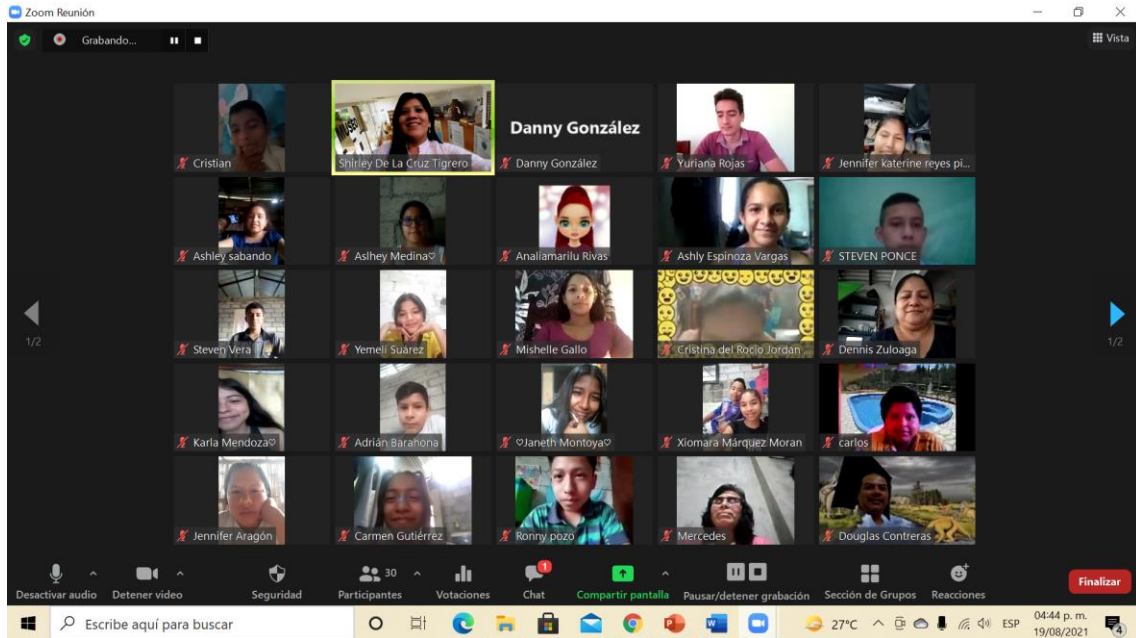 Zoom Reunión
Grabando...
Vista
MUSEO
Danny González
Cristian
Shirley De La Cruz Tigrero
Danny González
Yuriana Rojas
Jennifer katerine reyes pi...
Ashley sabando
Aslhey Medina♡
Analiamarilu Rivas
Ashly Espinoza Vargas
STEVEN PONCE
Steven Vera
Yemeli Suarez
Mishelle Gallo
Cristina del Rocío Jordan
Dennis Zuloaga
1/2
1/2
Karla Mendoza♡
Adrián Barahona
♡Janeth Montoya♡
Xiomara Márquez Moran
carlos
Jennifer Aragón
Carmen Gutiérrez
Ronny pozo
Mercedes
Douglas Contreras
30
1
Desactivar audio
Detener video
Seguridad
Participantes
Votaciones
Chat
Compartir pantalla
Pausar/detener grabación
Sección de Grupos
Reacciones
Finalizar
Escribe aquí para buscar
27°C
ESP
04:44 p. m.
19/08/2021
4